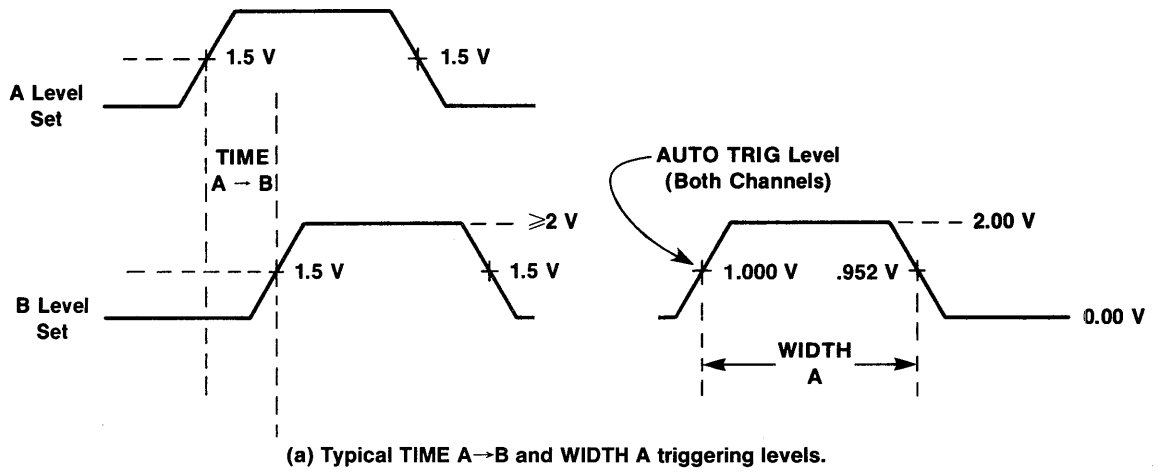 1.5 V
1.5 V
A Level
Set
TIME
A → B
AUTO TRIG Level
(Both Channels)
≥2 V
2.00 V
1.5 V
1.5 V
1.000 V
.952 V
B Level
Set
0.00 V
WIDTH
A
(a) Typical TIME A→B and WIDTH A triggering levels.